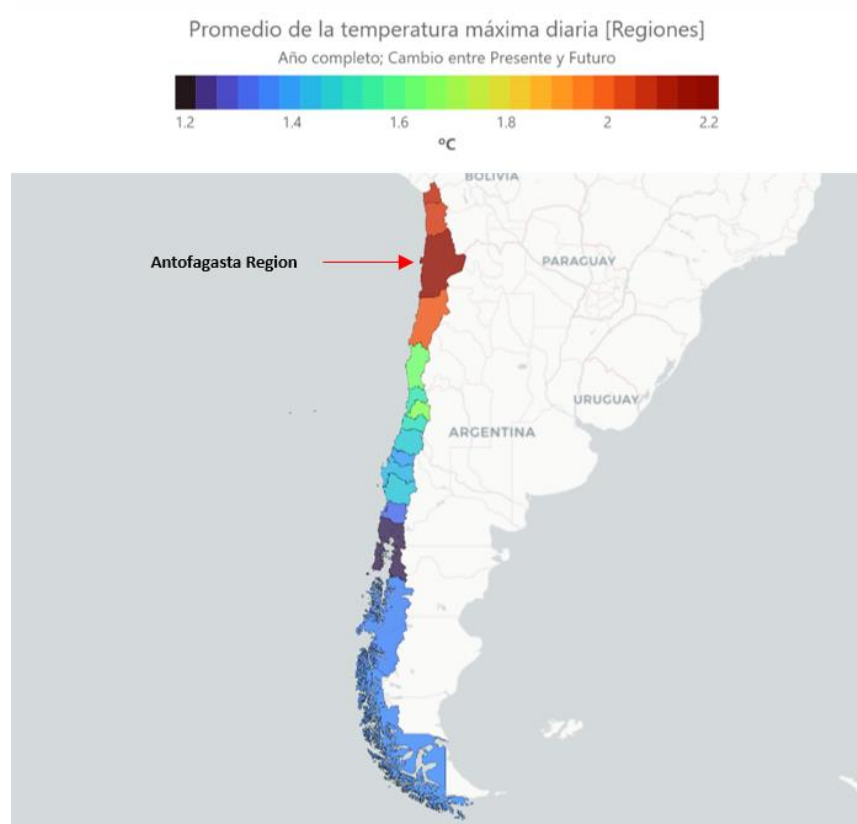 Promedio de la temperatura máxima diaria [Regiones]
Año completo; Cambio entre Presente y Futuro
1.2 1.4 1.6 1.8 2 2.2
ºC
BOLIVIA
Antofagasta Region
PARAGUAY
URUGUAY
ARGENTINA